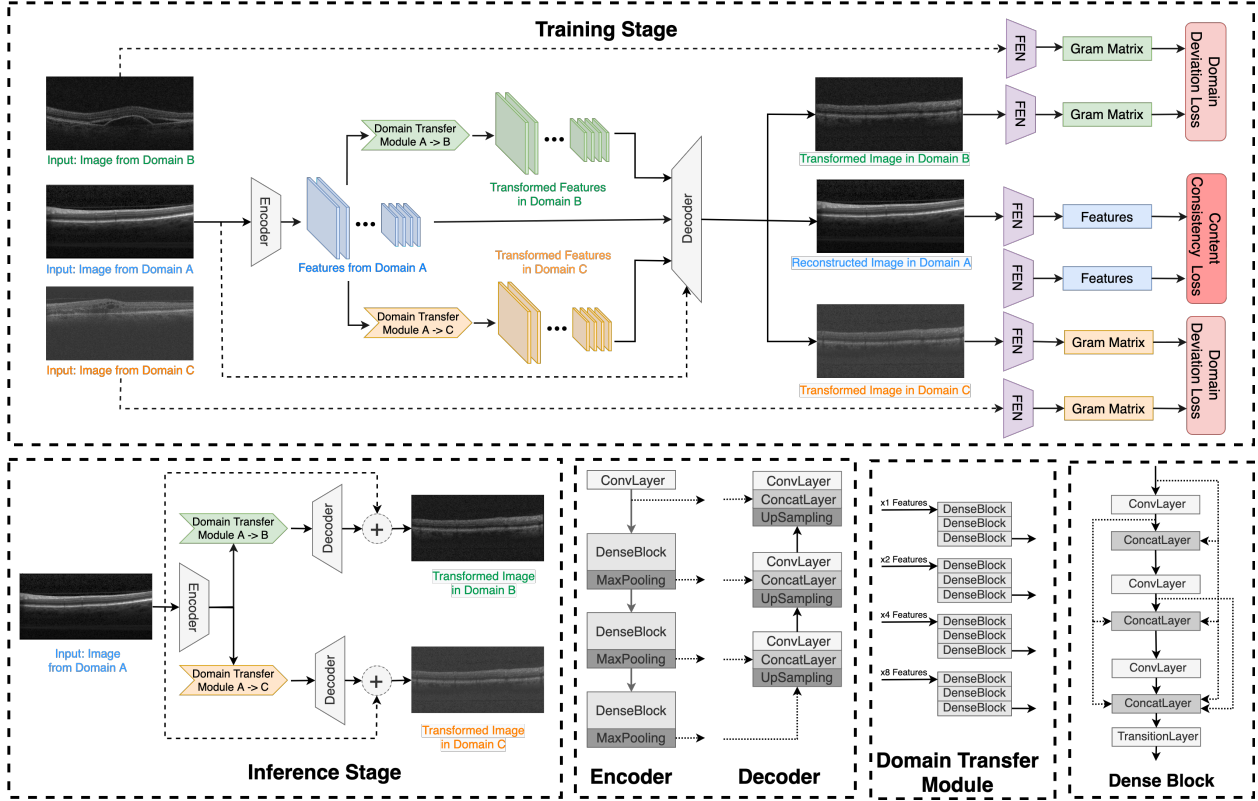 Training Stage
Input: Image from Domain B
Input: Image from Domain A
Input: Image from Domain C
Encoder
Features from Domain A
Domain Transfer
Module A -> B
Transformed Features
in Domain B
Domain Transfer
Module A -> C
Transformed Features
in Domain C
Decoder
Transformed Image in Domain B
Reconstructed Image in Domain A
Transformed Image in Domain C
FEN
Gram Matrix
FEN
Gram Matrix
Domain
Deviation Loss
FEN
Features
FEN
Features
Content
Consistency Loss
FEN
Gram Matrix
FEN
Gram Matrix
Domain
Deviation Loss
Input: Image
from Domain A
Encoder
Domain Transfer
Module A -> B
Decoder
+
Transformed Image
in Domain B
Domain Transfer
Module A -> C
Decoder
+
Transformed Image
in Domain C
Inference Stage
ConvLayer
DenseBlock
MaxPooling
DenseBlock
MaxPooling
DenseBlock
MaxPooling
Encoder
ConvLayer
ConcatLayer
UpSampling
ConvLayer
ConcatLayer
UpSampling
ConvLayer
ConcatLayer
UpSampling
Decoder
x1 Features
DenseBlock
DenseBlock
DenseBlock
x2 Features
DenseBlock
DenseBlock
DenseBlock
x4 Features
DenseBlock
DenseBlock
DenseBlock
x8 Features
DenseBlock
DenseBlock
DenseBlock
Domain Transfer
Module
ConvLayer
ConcatLayer
ConvLayer
ConcatLayer
ConvLayer
ConcatLayer
TransitionLayer
Dense Block